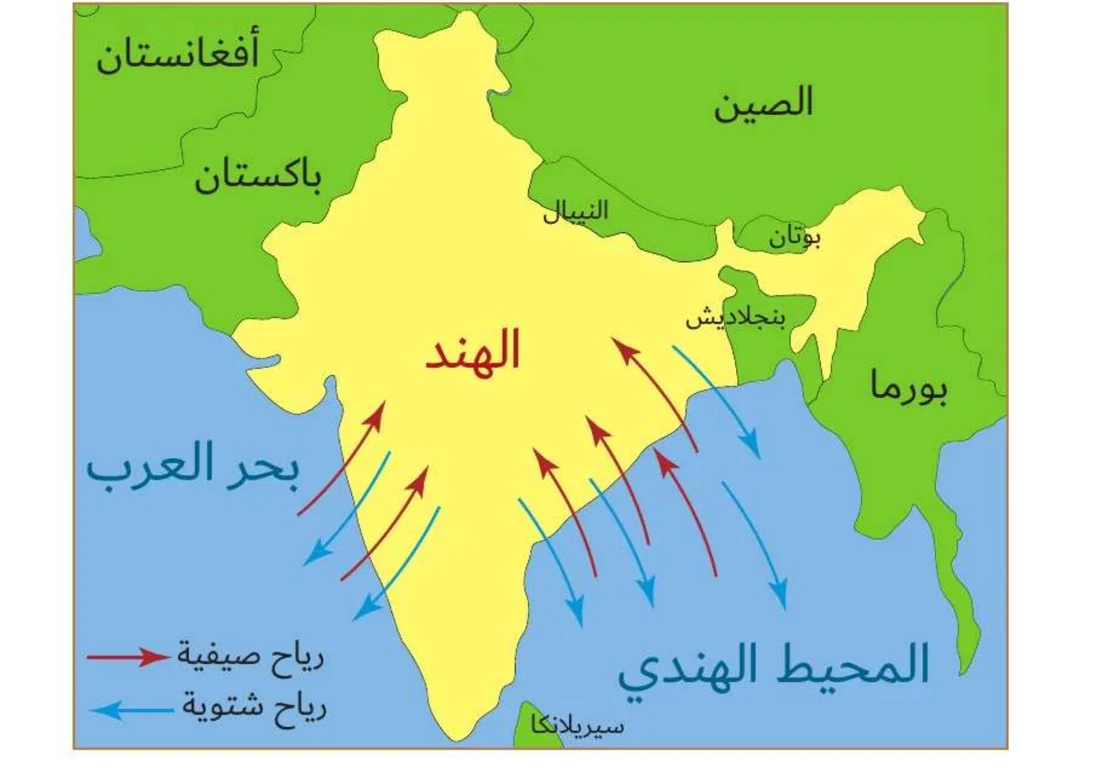 أفغانستان
الصين
باكستان
النيبال
بوتان
بنجلاديش
الهند
بورما
بحر العرب
رياح صيفية
المحيط الهندي
رياح شتوية
سيريلانكا